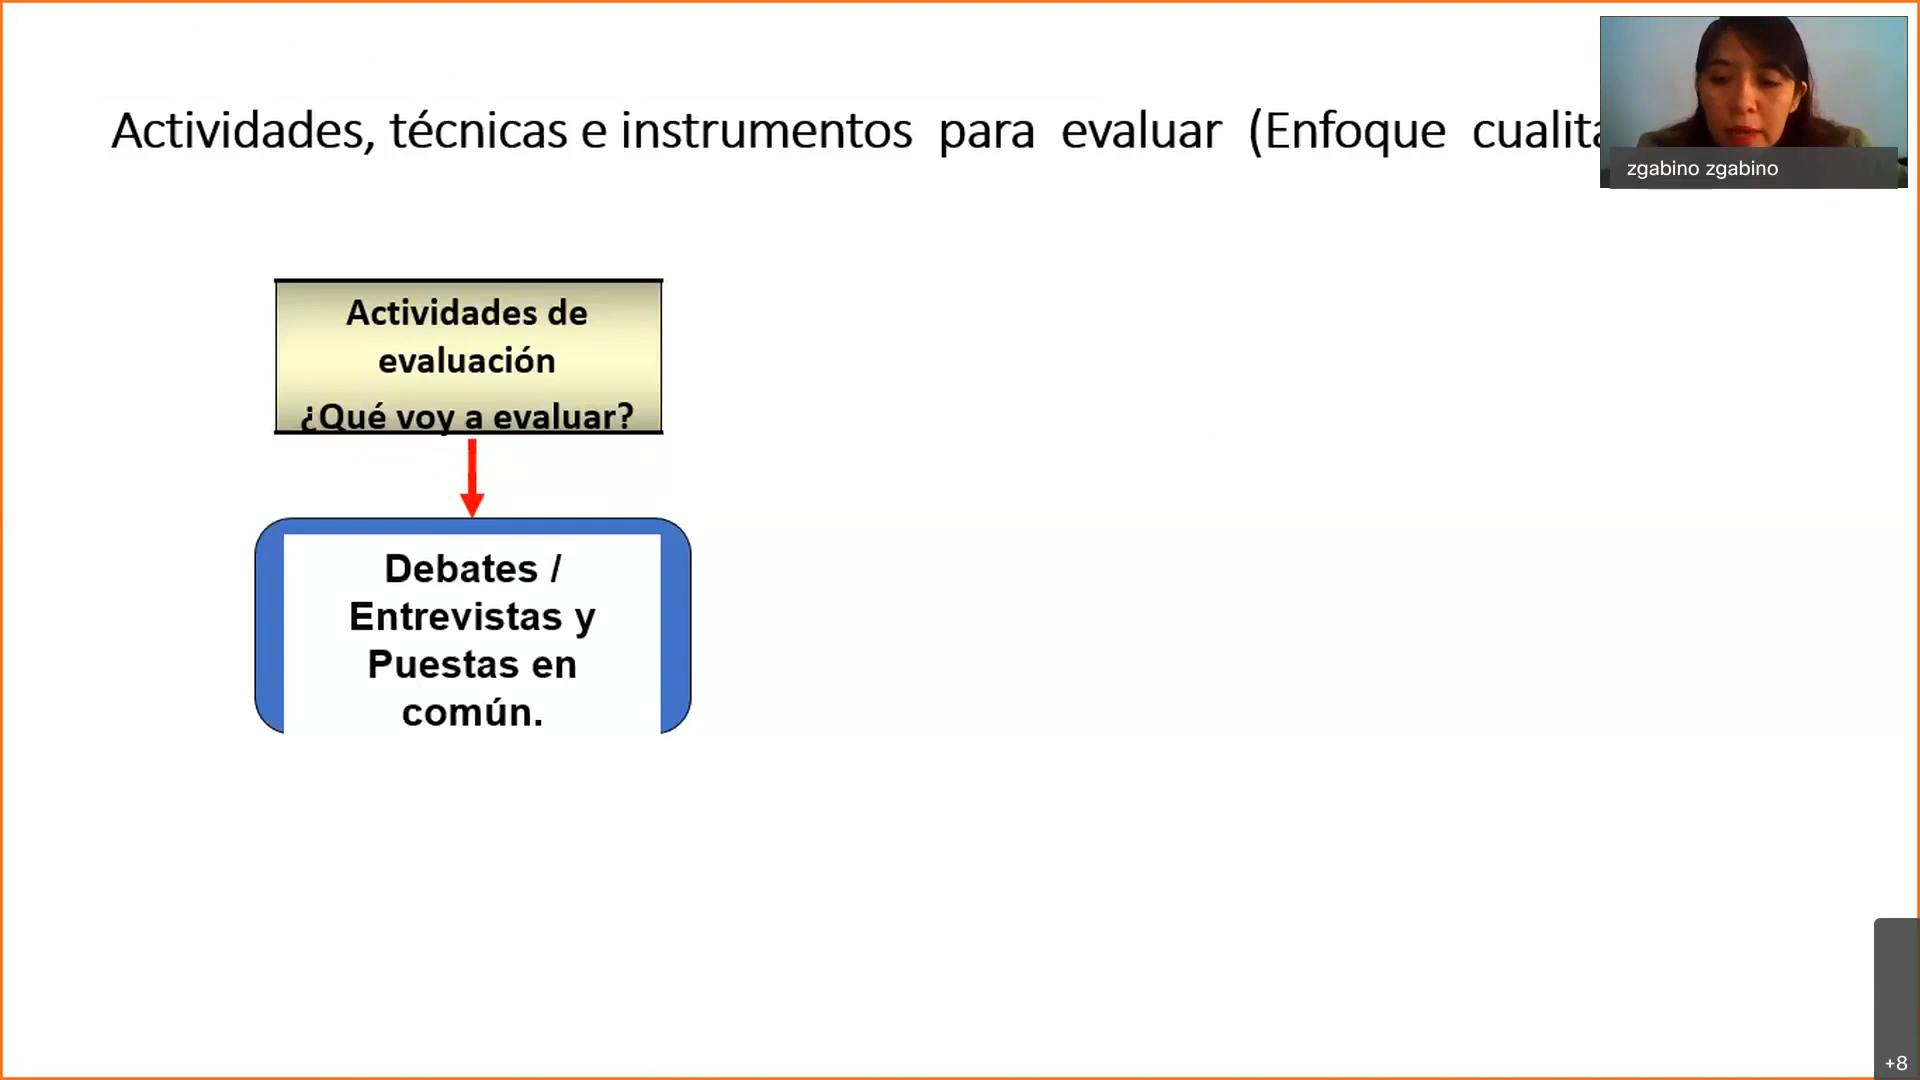 Actividades, técnicas e instrumentos para evaluar (Enfoque
zgabino zgabino
Actividades de
evaluación
¿Qué voy a evaluar?
Debates /
Entrevistas y
Puestas en
común.
+8